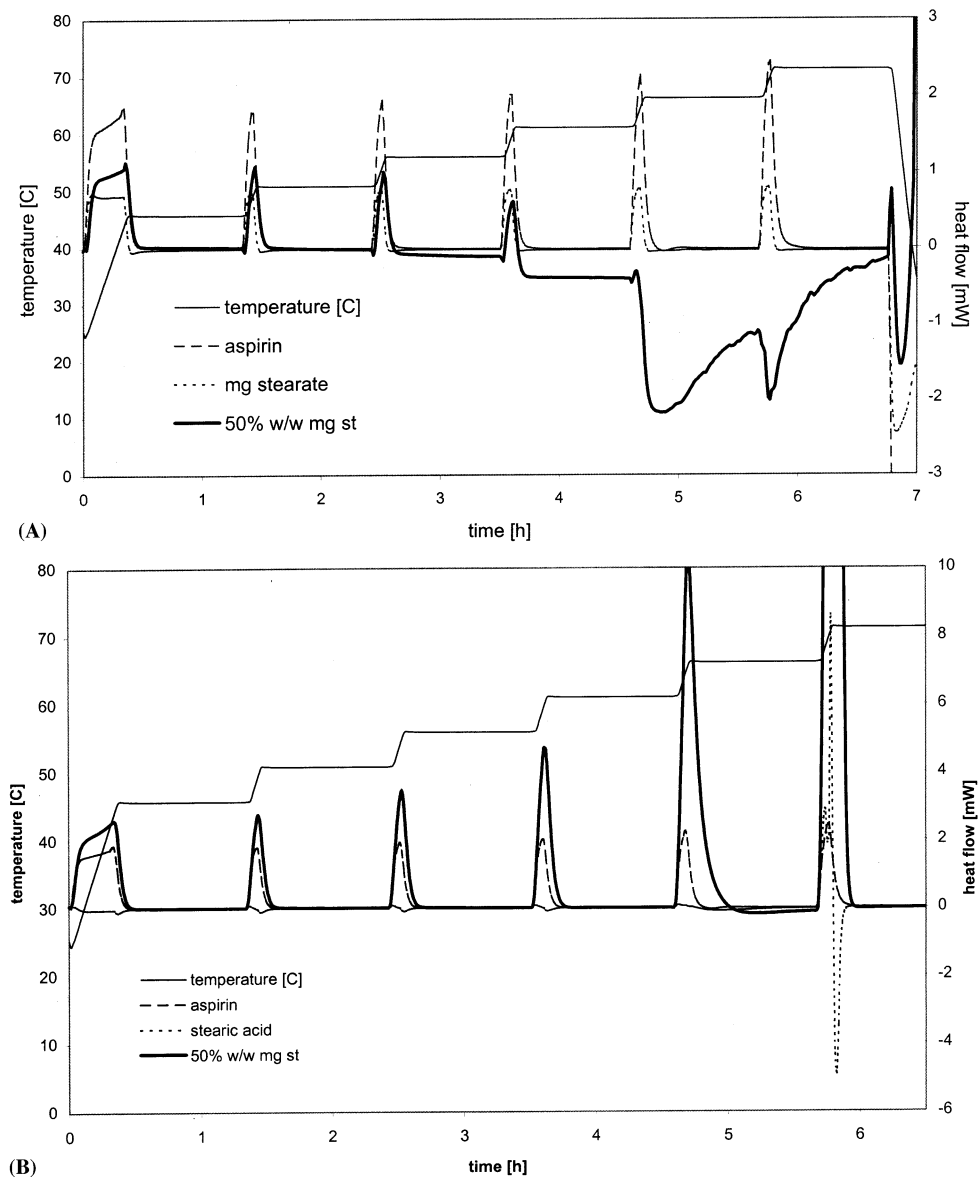 80
70
60
50
40
30
20
10
0
temperature [C]
3
2
1
0
-1
-2
-3
heat flow [mW]
temperature [C]
aspirin
mg stearate
50% w/w mg st
0 1 2 3 4 5 6 7
(A)
time [h]
80
70
60
50
40
30
20
10
0
temperature [C]
10
8
6
4
2
0
-2
-4
-6
heat flow [mW]
temperature [C]
aspirin
stearic acid
50% w/w mg st
0 1 2 3 4 5 6
(B)
time [h]